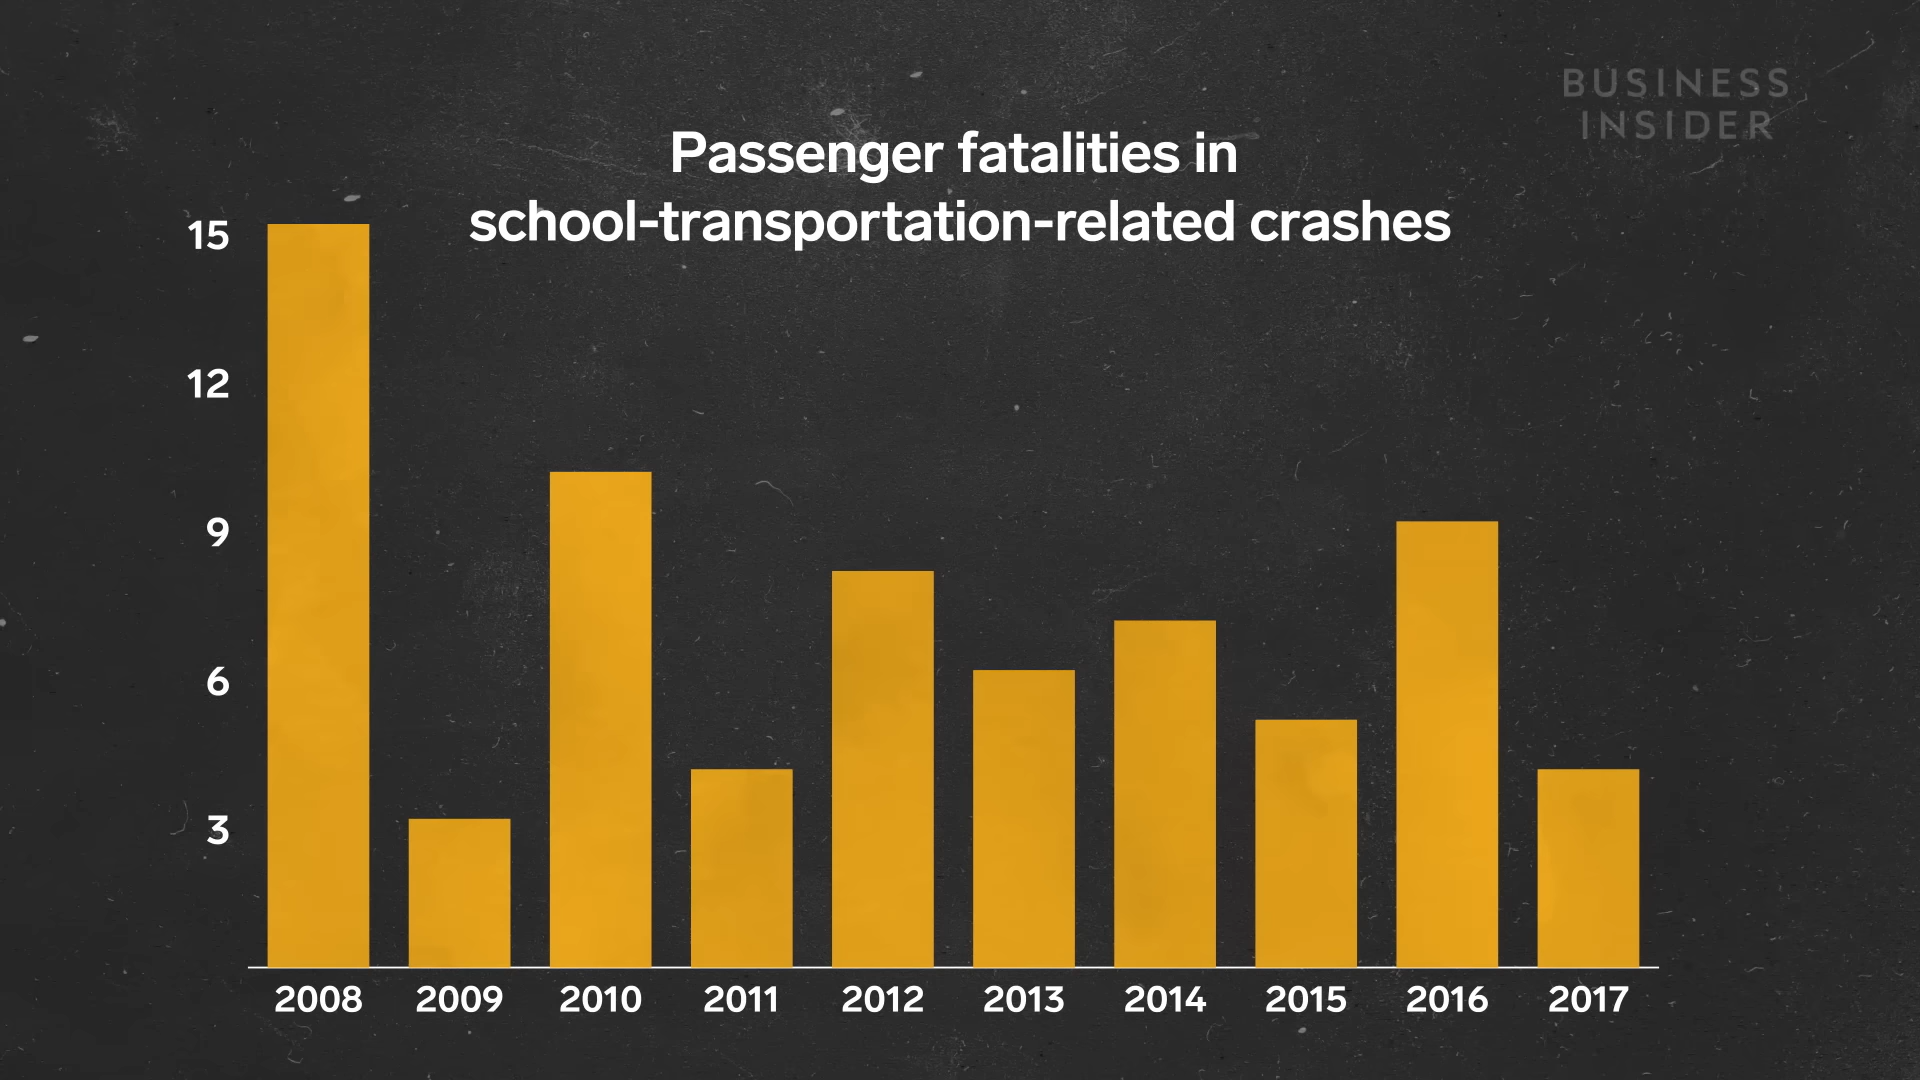 BUSINESS
INSIDER
Passenger fatalities in
school-transportation-related crashes
15
12
9
6
3
2008 2009 2010 2011 2012 2013 2014 2015 2016 2017